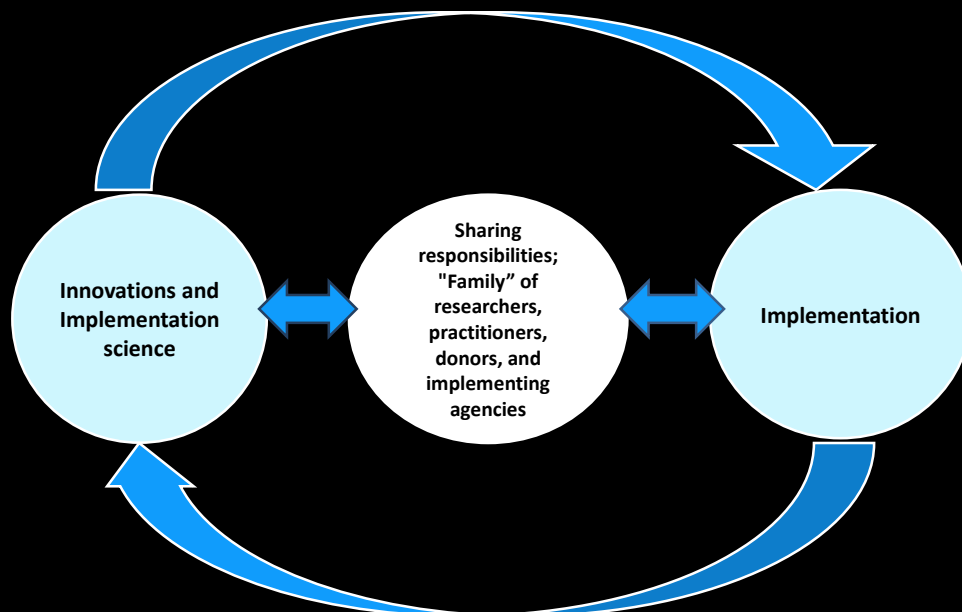 Innovations and
Implementation
science
Sharing
responsibilities;
"Family” of
researchers,
practitioners,
donors, and
implementing
agencies
Implementation